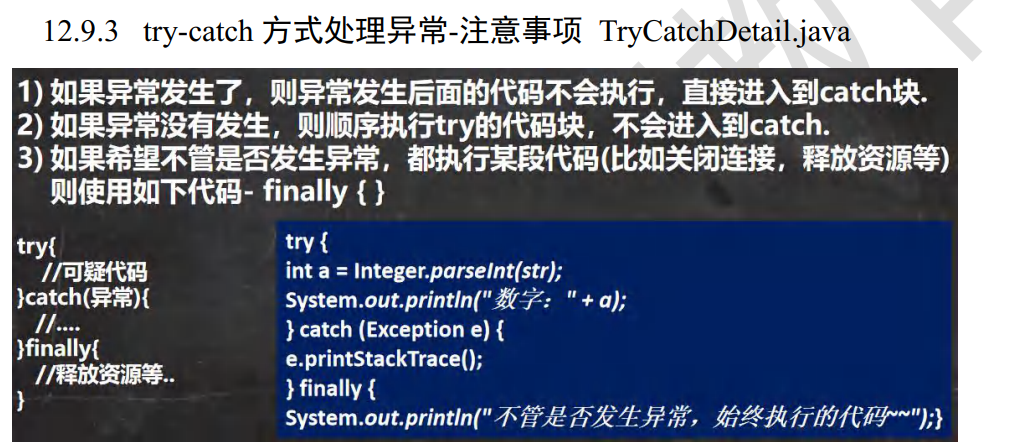 12.9.3 try-catch 方式处理异常-注意事项 TryCatchDetail.java
1) 如果异常发生了，则异常发生后面的代码不会执行，直接进入到catch块.
2) 如果异常没有发生，则顺序执行try的代码块，不会进入到catch.
3) 如果希望不管是否发生异常，都执行某段代码(比如关闭连接，释放资源等)
则使用如下代码- finally { }
try{
//可疑代码
}catch(异常){
//....
}finally{
//释放资源等..
}
try {
int a = Integer.parseInt(str);
System.out.println("数字：" + a);
} catch (Exception e) {
e.printStackTrace();
} finally {
System.out.println("不管是否发生异常，始终执行的代码~~");}